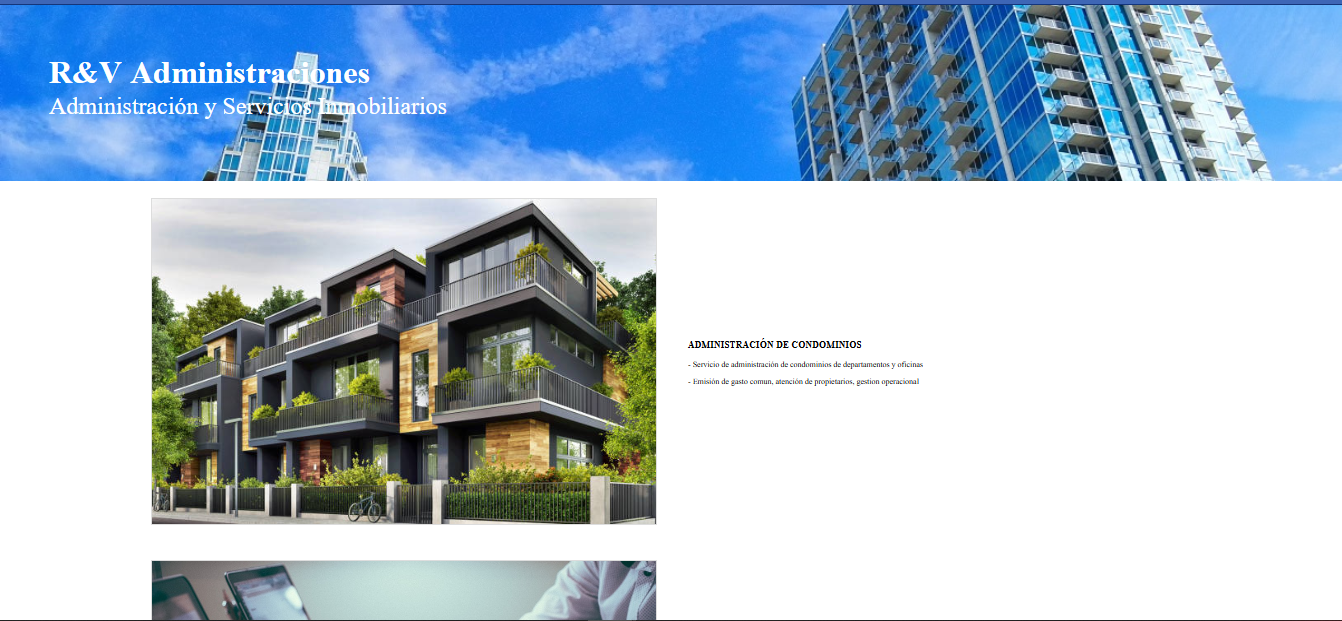 R&V Administraciones
Administración y Servicios Inmobiliarios
ADMINISTRACIÓN DE CONDOMINIOS
- Servicio de administración de condominios de departamentos y oficinas
- Emisión de gasto comun, atención de propietarios, gestion operacional